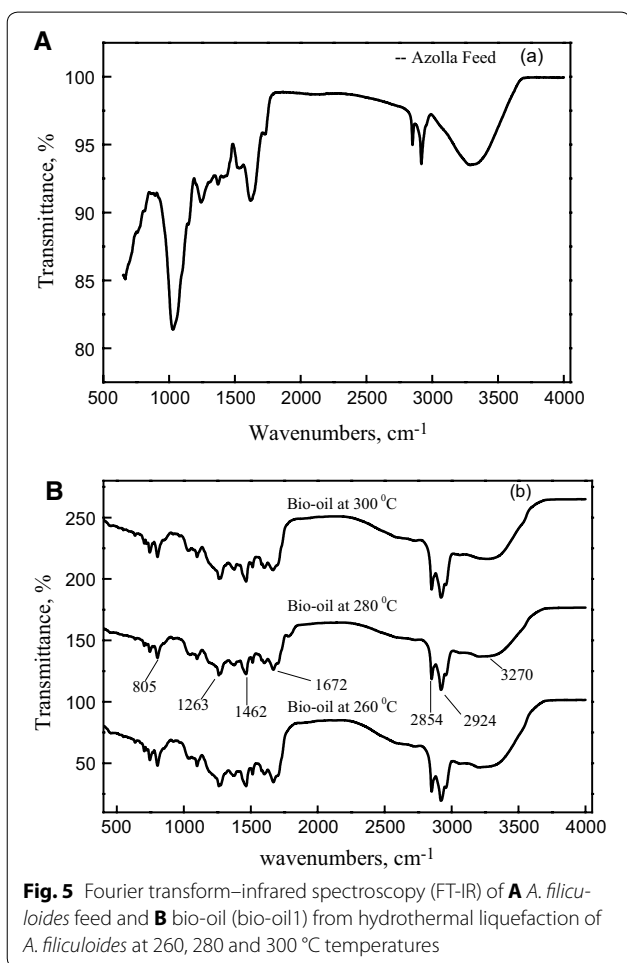 A
-- Azolla Feed
(a)
100
95
90
85
80
Transmittance, %
500 1000 1500 2000 2500 3000 3500 4000
Wavenumbers, cm-1
B
(b)
Bio-oil at 300 0C
250
200
Bio-oil at 280 0C
150
100
50
Transmittance, %
805
1263
1462
1672
2854
2924
3270
Bio-oil at 260 0C
500 1000 1500 2000 2500 3000 3500 4000
wavenumbers, cm-1
Fig. 5 Fourier transform–infrared spectroscopy (FT-IR) of A A. filicu-
loides feed and B bio-oil (bio-oil1) from hydrothermal liquefaction of
A. filiculoides at 260, 280 and 300 °C temperatures